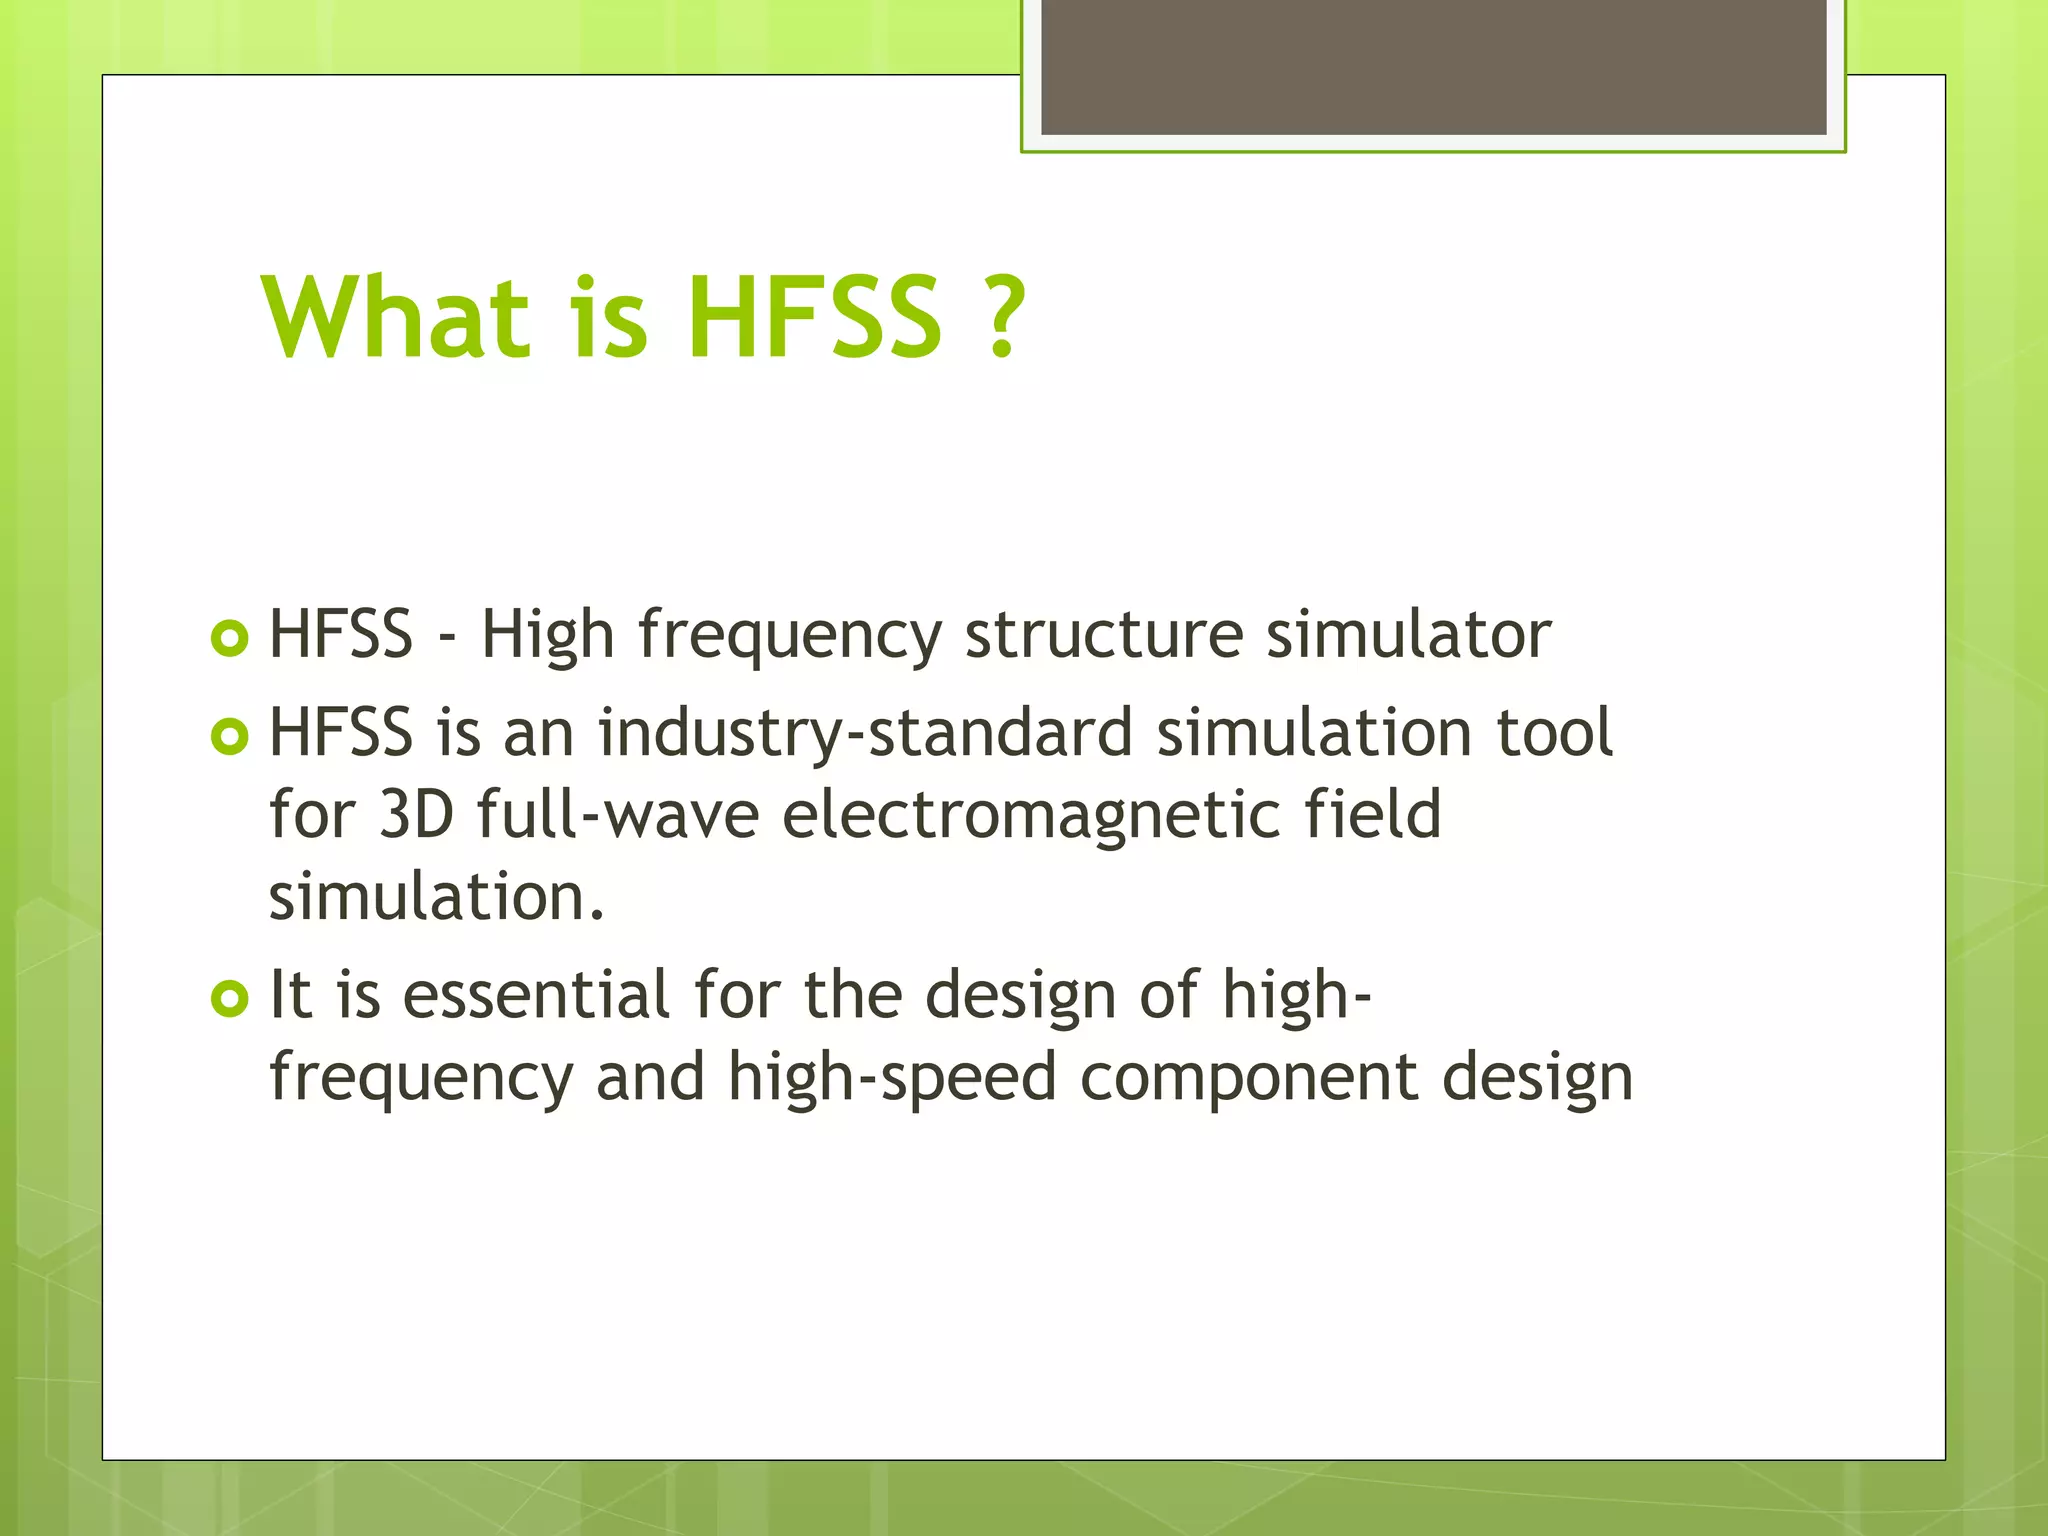 What is HFSS ?
HFSS - High frequency structure simulator
HFSS is an industry-standard simulation tool
for 3D full-wave electromagnetic field
simulation.
It is essential for the design of high-
frequency and high-speed component design